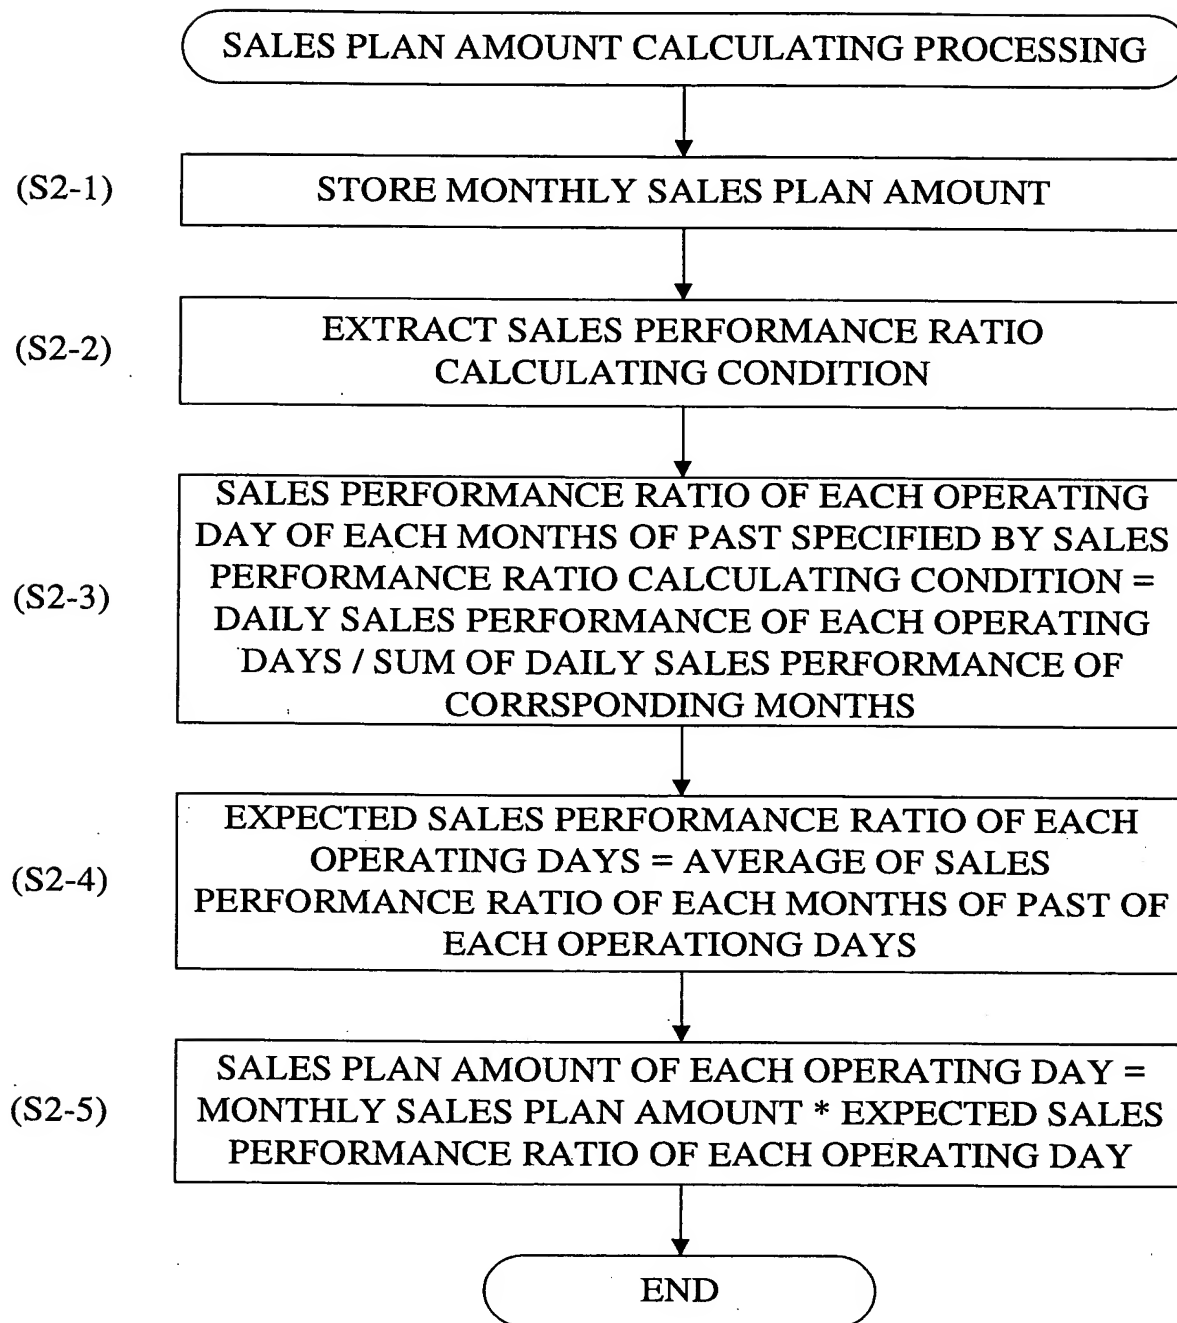 SALES PLAN AMOUNT CALCULATING PROCESSING
(S2-1)
STORE MONTHLY SALES PLAN AMOUNT
(S2-2)
EXTRACT SALES PERFORMANCE RATIO
CALCULATING CONDITION
(S2-3)
SALES PERFORMANCE RATIO OF EACH OPERATING
DAY OF EACH MONTHS OF PAST SPECIFIED BY SALES
PERFORMANCE RATIO CALCULATING CONDITION =
DAILY SALES PERFORMANCE OF EACH OPERATING
DAYS / SUM OF DAILY SALES PERFORMANCE OF
CORRSPONDING MONTHS
(S2-4)
EXPECTED SALES PERFORMANCE RATIO OF EACH
OPERATING DAYS = AVERAGE OF SALES
PERFORMANCE RATIO OF EACH MONTHS OF PAST OF
EACH OPERATIONG DAYS
(S2-5)
SALES PLAN AMOUNT OF EACH OPERATING DAY =
MONTHLY SALES PLAN AMOUNT * EXPECTED SALES
PERFORMANCE RATIO OF EACH OPERATING DAY
END